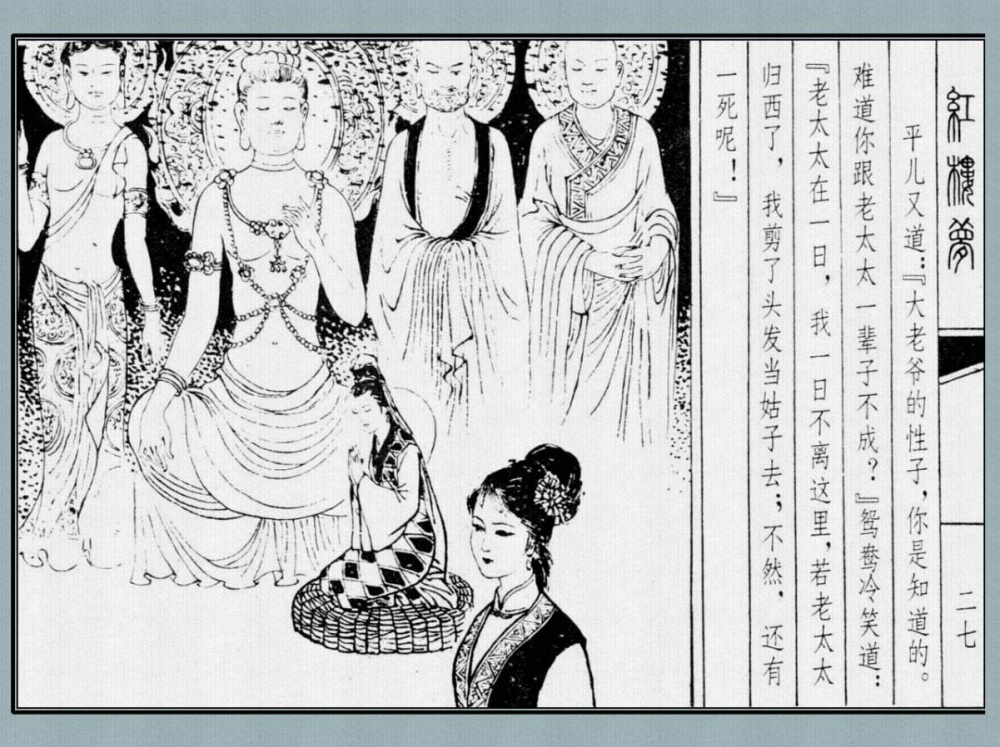 紅樓夢
二七
平儿又道：『大老爷的性子，你是知道的。
难道你跟老太太一辈子不成？』鸳鸯冷笑道：
『老太太在一日，我一日不离这里，若老太太
归西了，我剪了头发当姑子去；不然，还有
一死呢！』